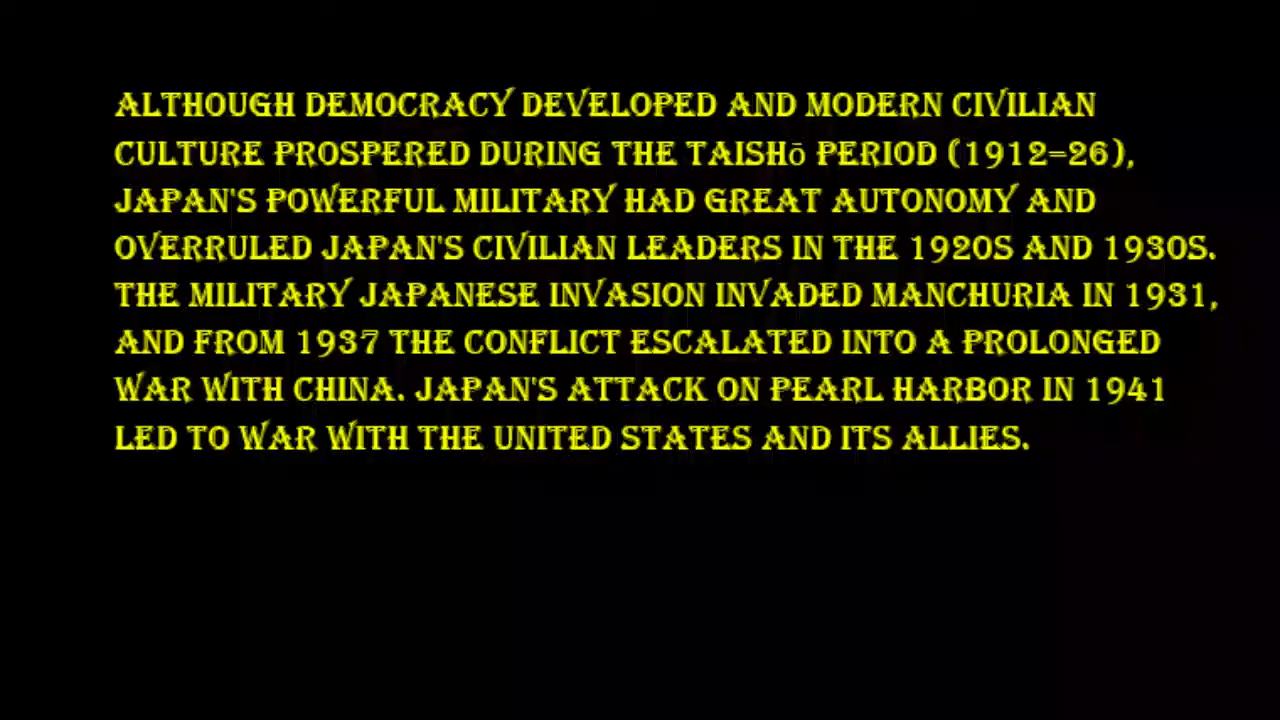 ALTHOUGH DEMOCRACY DEVELOPED AND MODERN CIVILIAN
CULTURE PROSPERED DURING THE TAISHō PERIOD (1912–26),
JAPAN'S POWERFUL MILITARY HAD GREAT AUTONOMY AND
OVERRULED JAPAN'S CIVILIAN LEADERS IN THE 1920S AND 1930S.
THE MILITARY JAPANESE INVASION INVADED MANCHURIA IN 1931,
AND FROM 1937 THE CONFLICT ESCALATED INTO A PROLONGED
WAR WITH CHINA. JAPAN'S ATTACK ON PEARL HARBOR IN 1941
LED TO WAR WITH THE UNITED STATES AND ITS ALLIES.